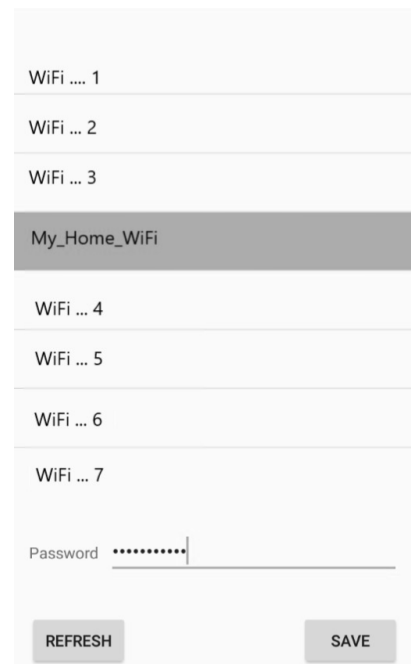 WiFi .... 1
WiFi ... 2
WiFi ... 3
My_Home_WiFi
WiFi ... 4
WiFi ... 5
WiFi ... 6
WiFi ... 7
Password •••••••••••
REFRESH SAVE